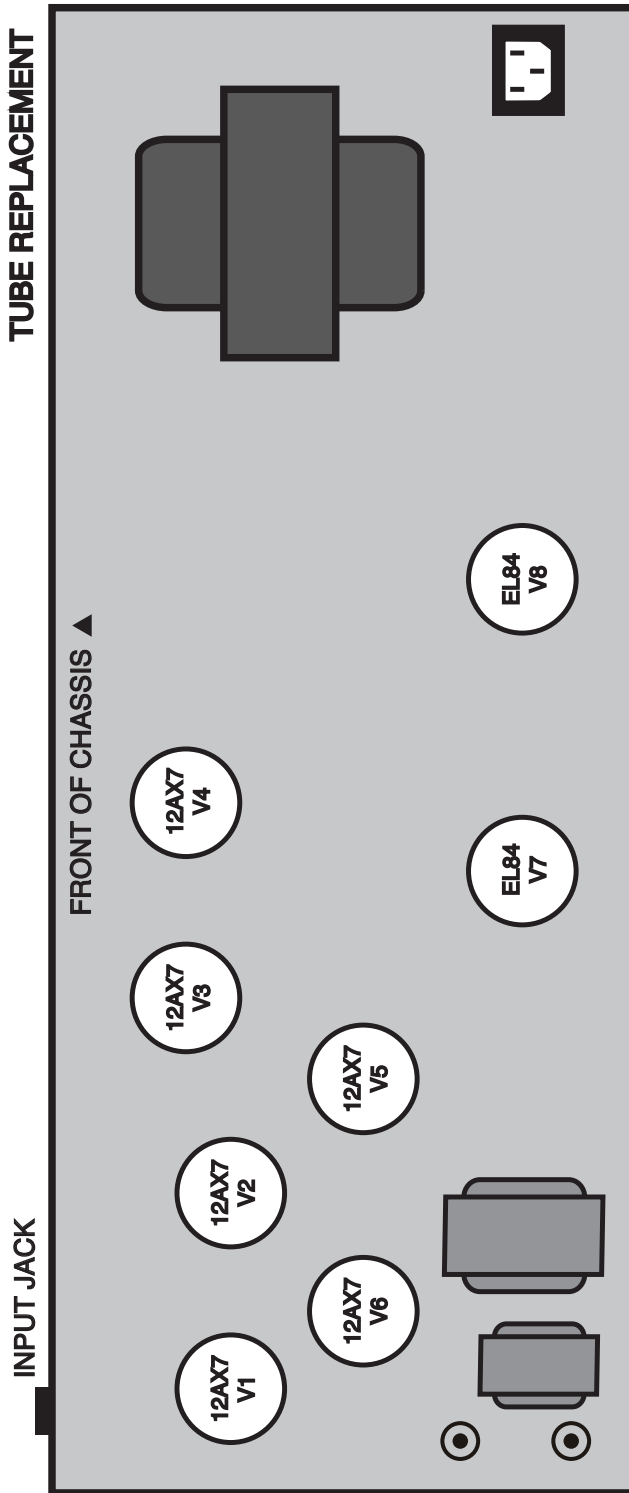 TUBE REPLACEMENT
INPUT JACK
FRONT OF CHASSIS ▲
12AX7
V1
12AX7
V2
12AX7
V3
12AX7
V4
12AX7
V6
12AX7
V5
EL84
V7
EL84
V8